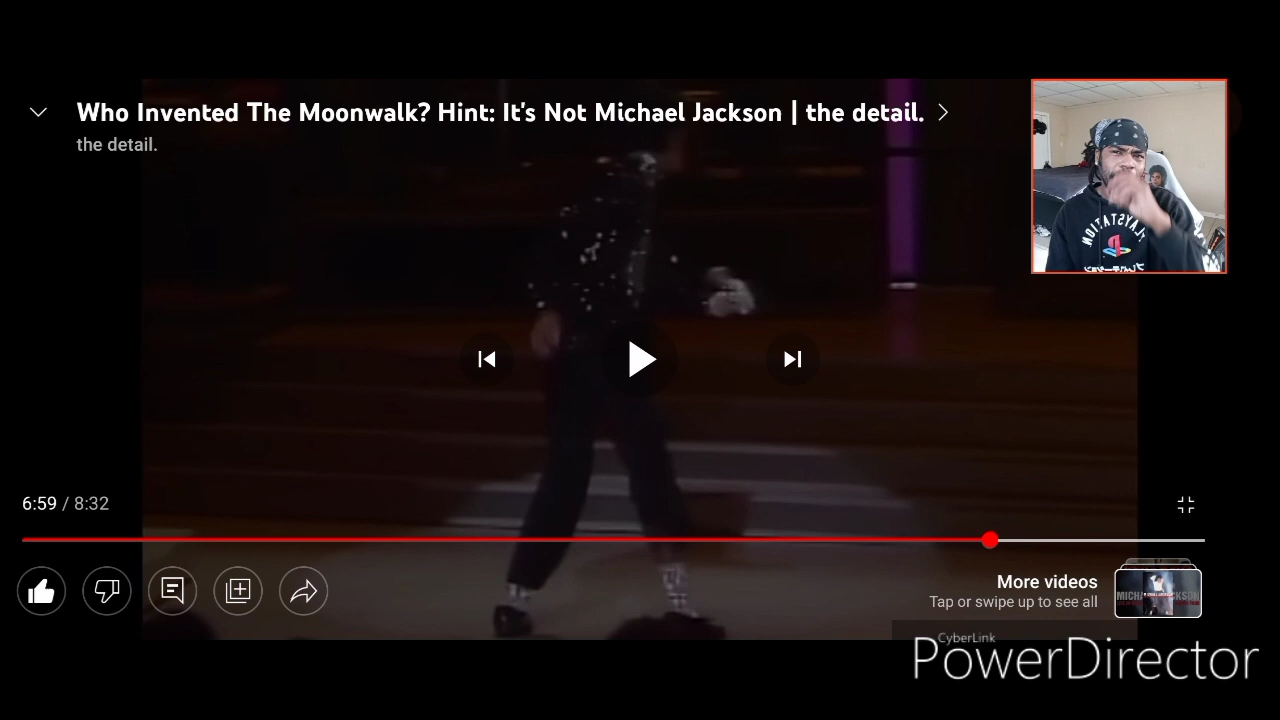 Who Invented The Moonwalk? Hint: It's Not Michael Jackson | the detail.
the detail.
PLAYSTATION
6:59 / 8:32
More videos
Tap or swipe up to see all
CyberLink
PowerDirector